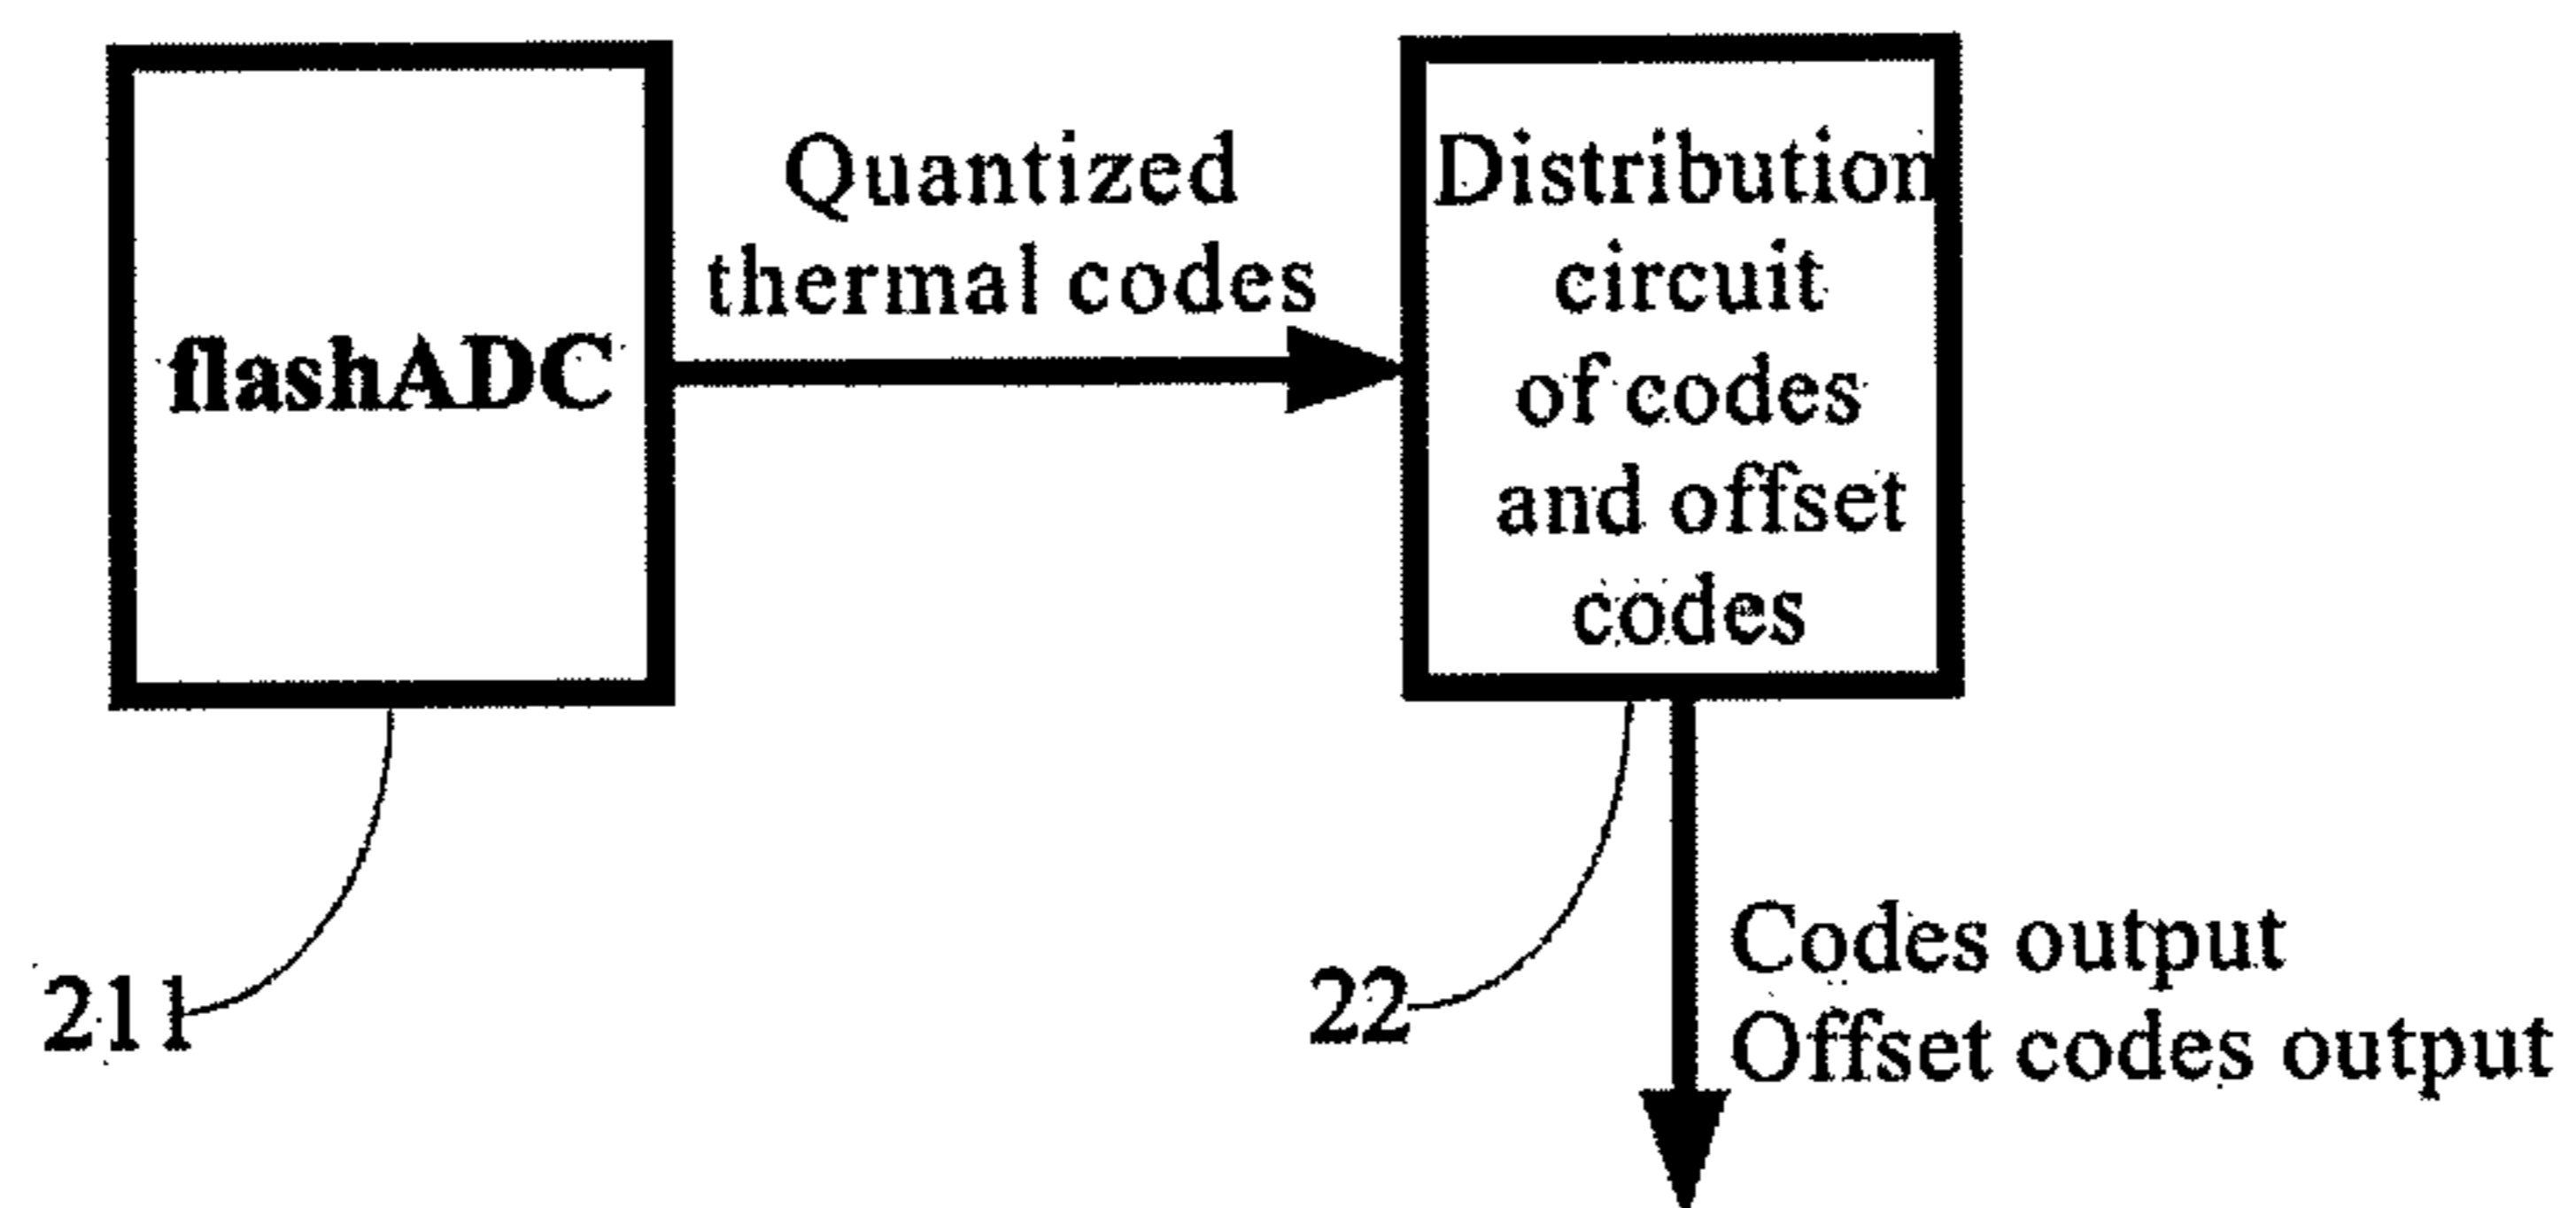 flashADC
Quantized
thermal codes
Distribution
circuit
of codes
and offset
codes
211
22
Codes output
Offset codes output